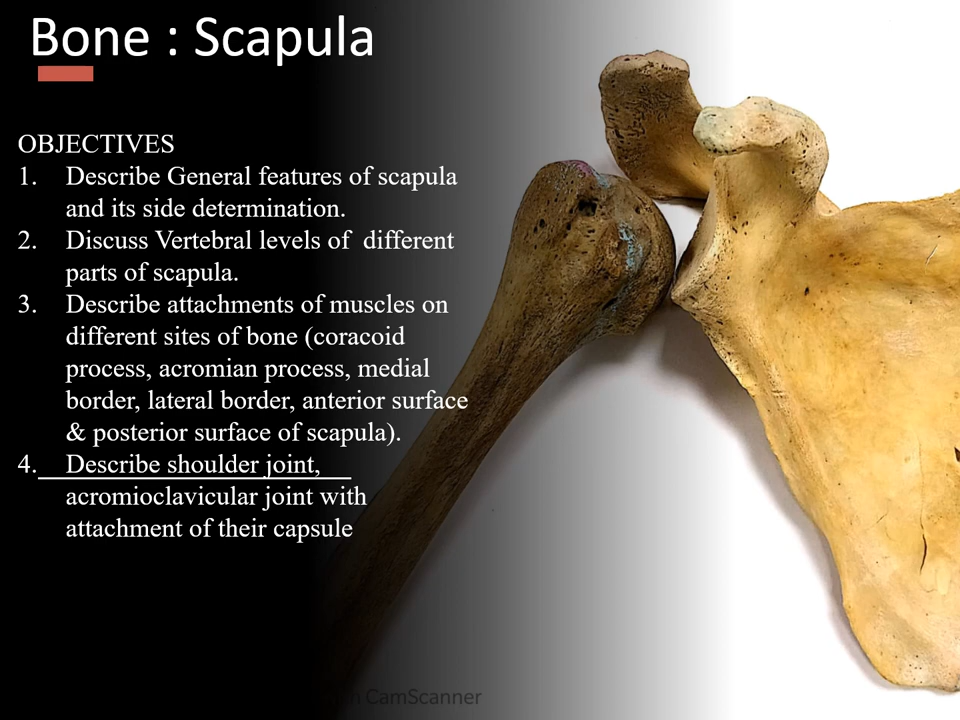 Bone : Scapula
OBJECTIVES
1. Describe General features of scapula
and its side determination.
2. Discuss Vertebral levels of different
parts of scapula.
3. Describe attachments of muscles on
different sites of bone (coracoid
process, acromian process, medial
border, lateral border, anterior surface
& posterior surface of scapula).
4. Describe shoulder joint,
acromioclavicular joint with
attachment of their capsule
CamScanner